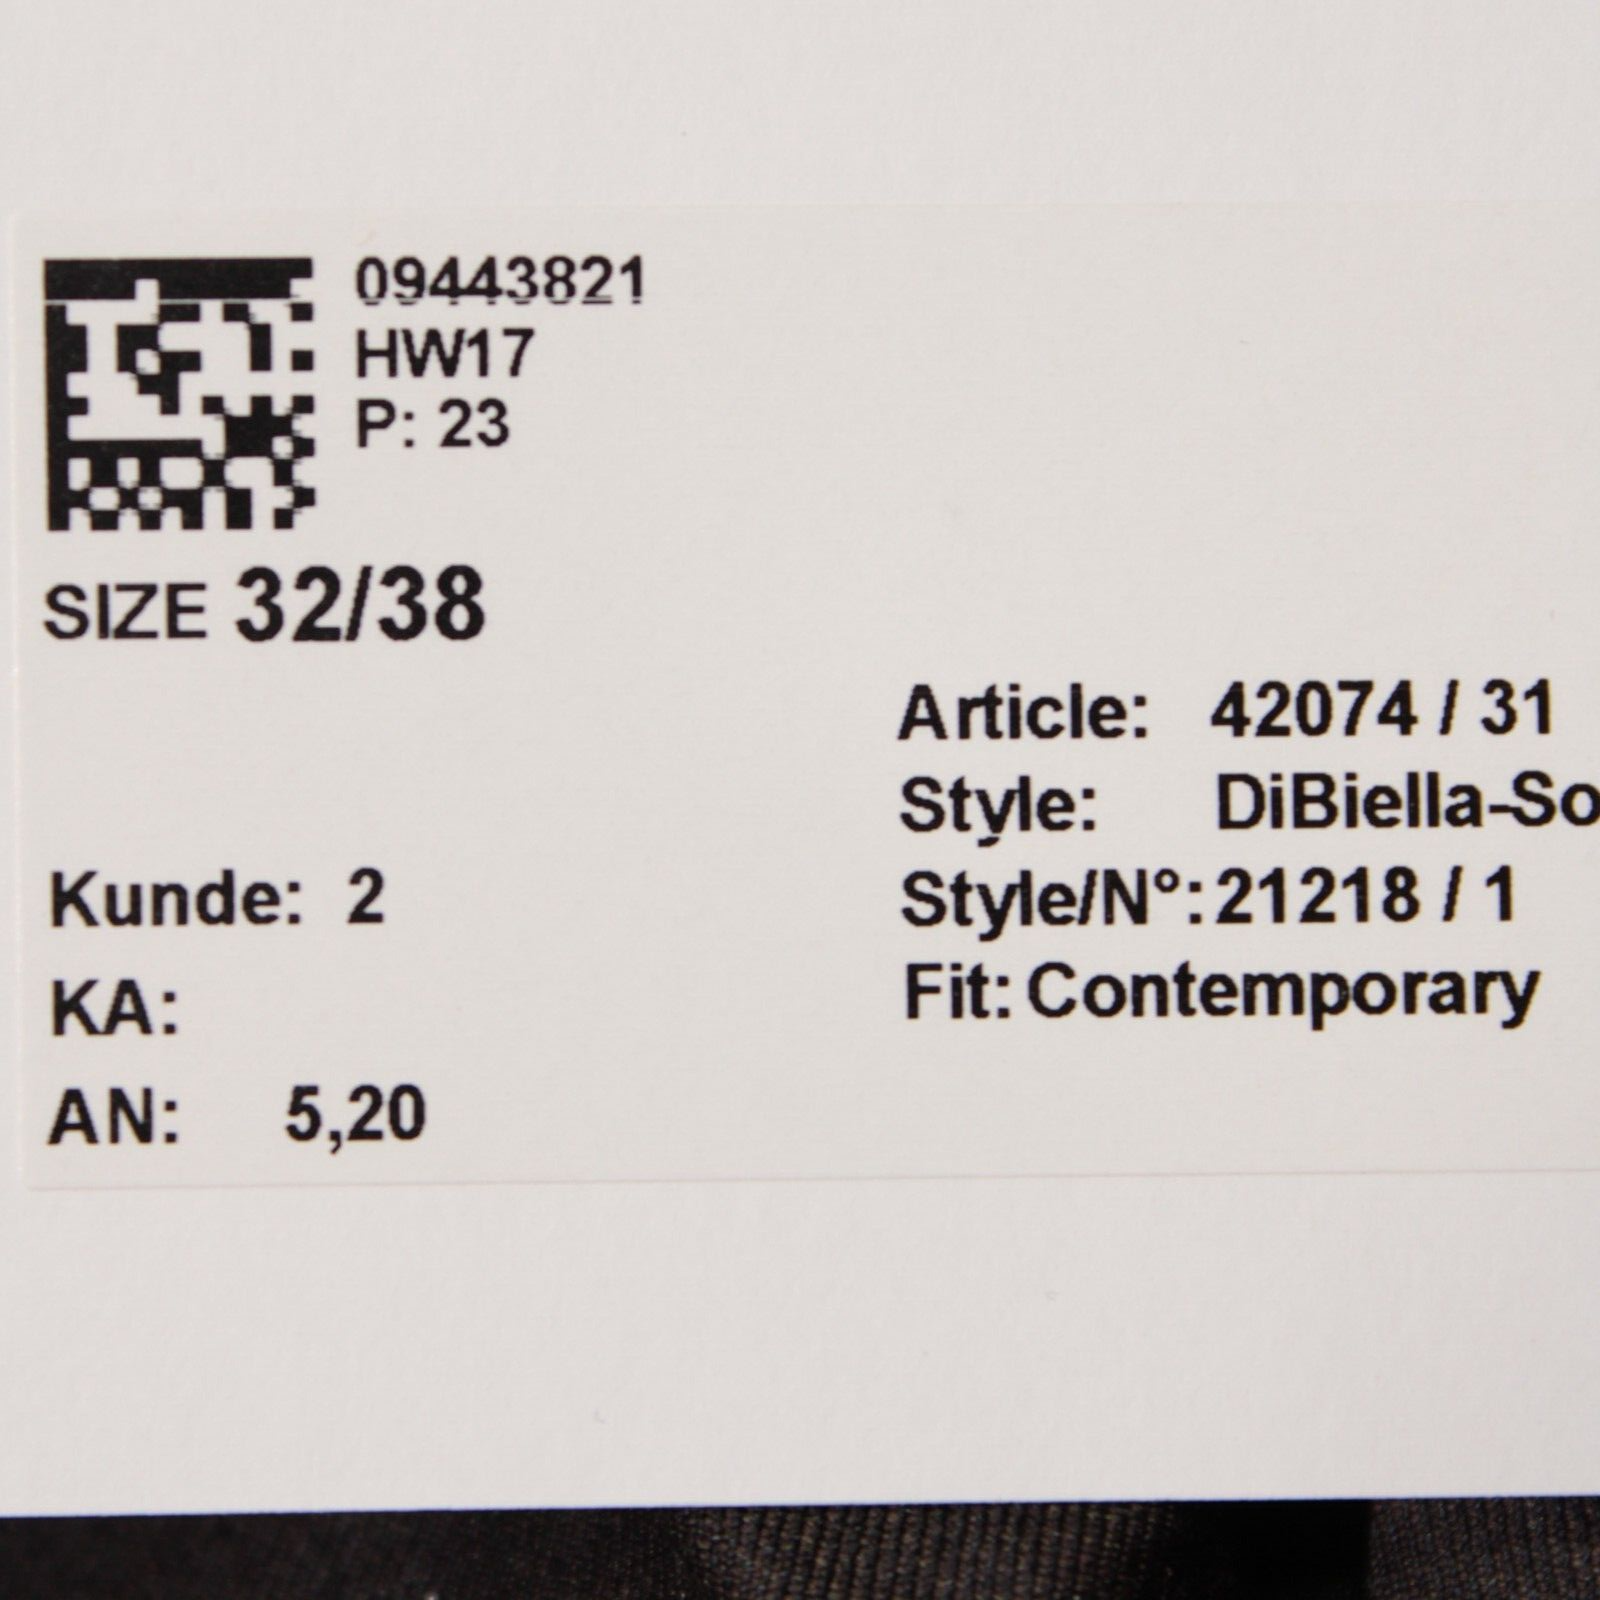 09443821
HW17
P: 23
SIZE 32/38
Article: 42074 / 31
Style: DiBiella-So
Style/N°: 21218 / 1
Fit: Contemporary
Kunde: 2
KA:
AN: 5,20